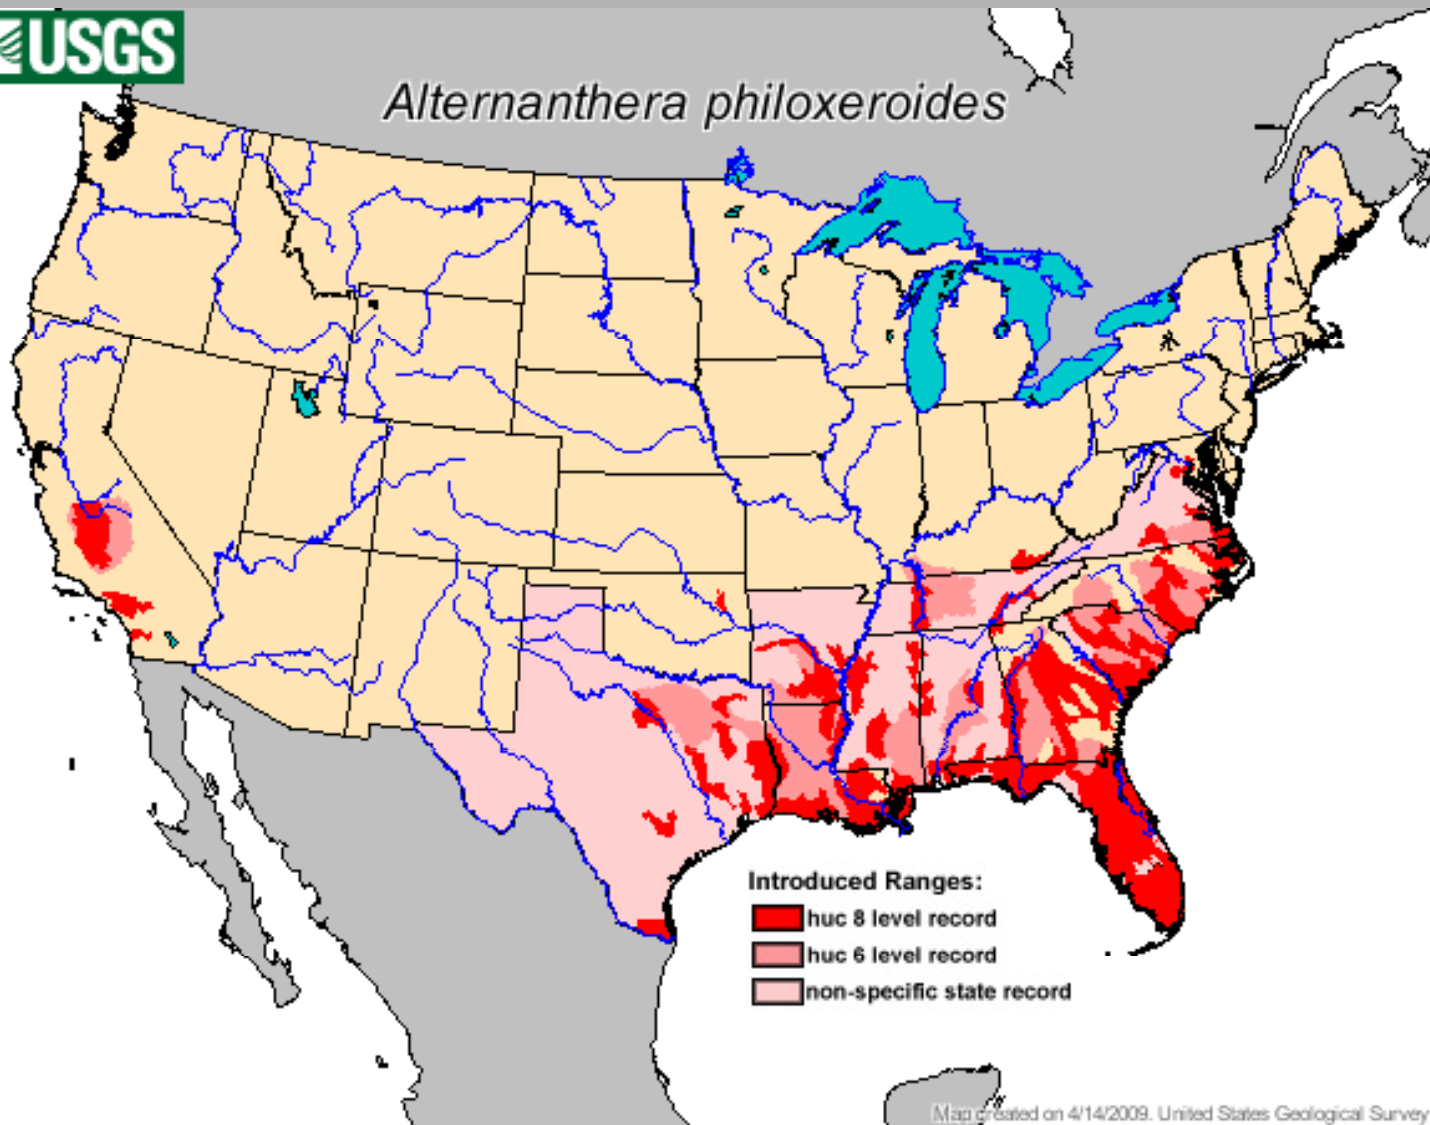 USGS
Alternanthera philoxeroides
Introduced Ranges:
huc 8 level record
huc 6 level record
non-specific state record
Map created on 4/14/2009. United States Geological Survey